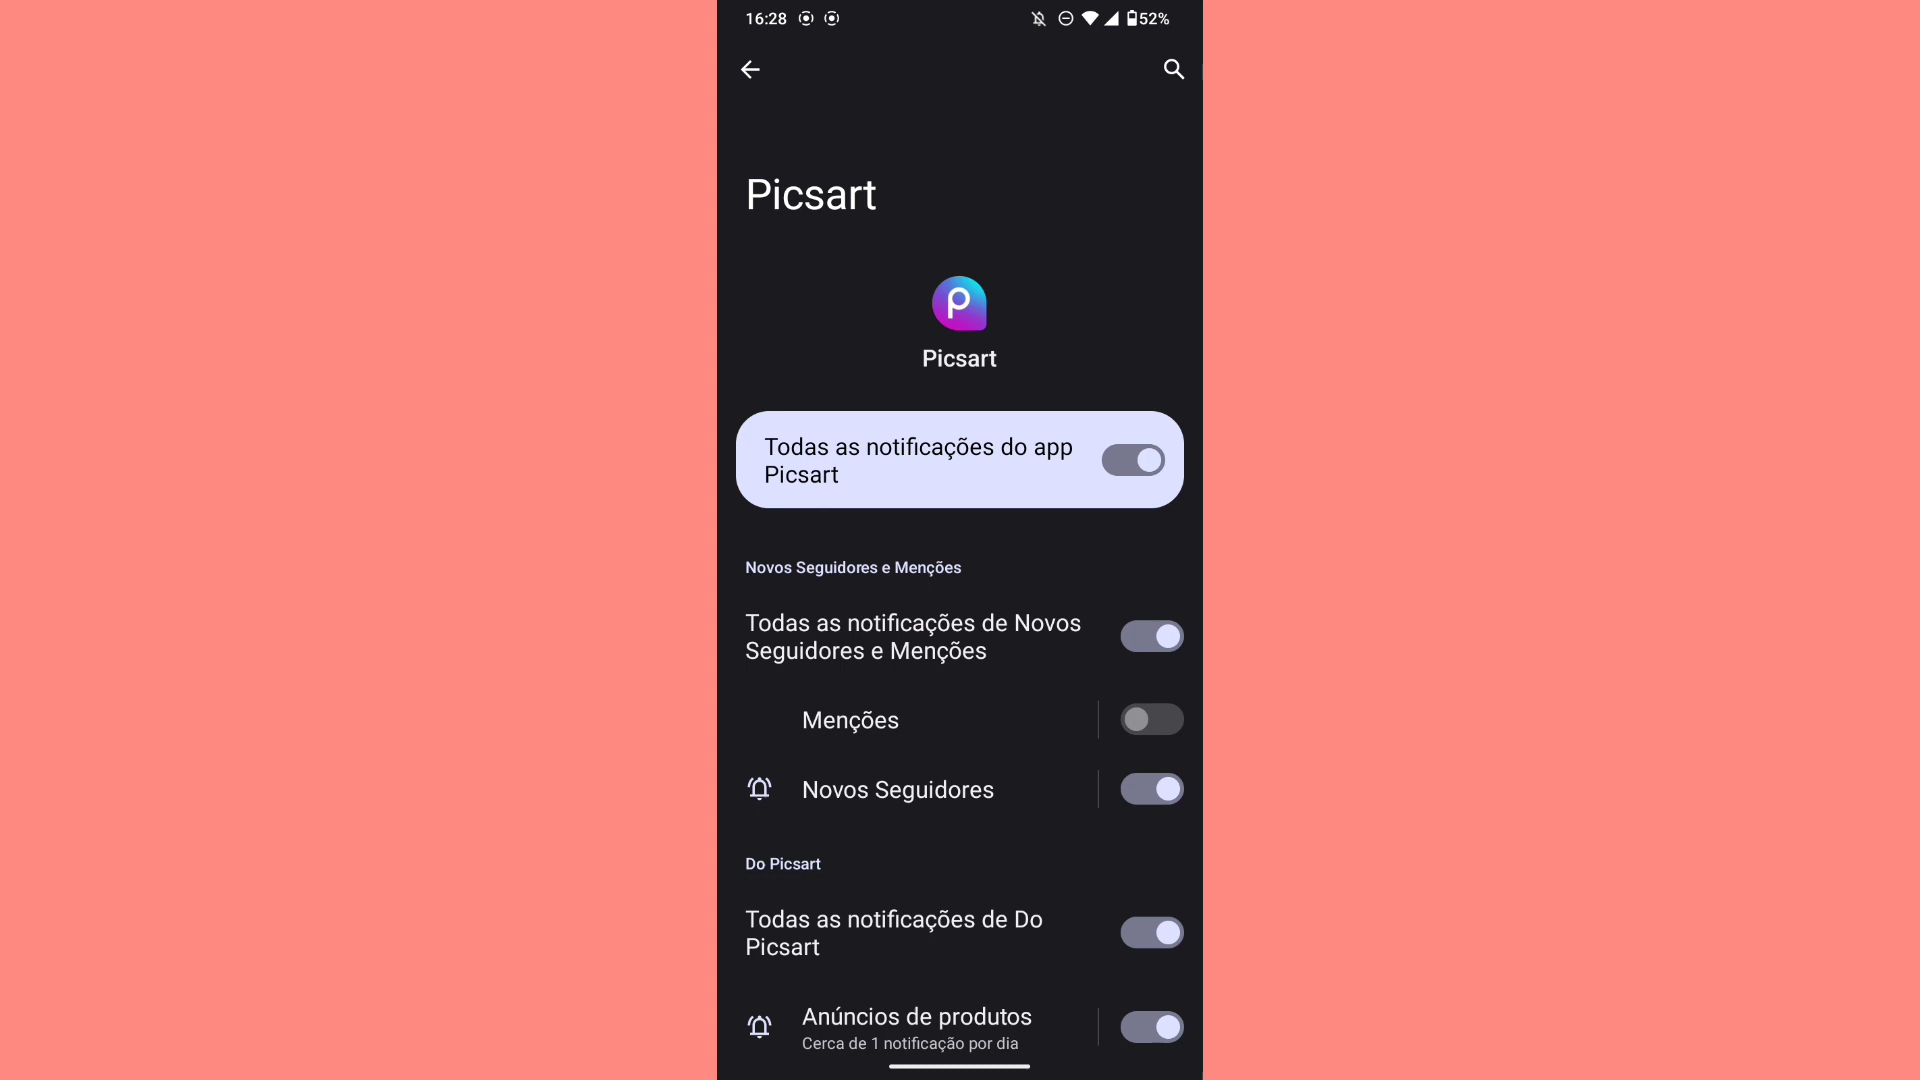 16:28
52%
Picsart
Picsart
Todas as notificações do app
Picsart
Novos Seguidores e Menções
Todas as notificações de Novos
Seguidores e Menções
Menções
Novos Seguidores
Do Picsart
Todas as notificações de Do
Picsart
Anúncios de produtos
Cerca de 1 notificação por dia